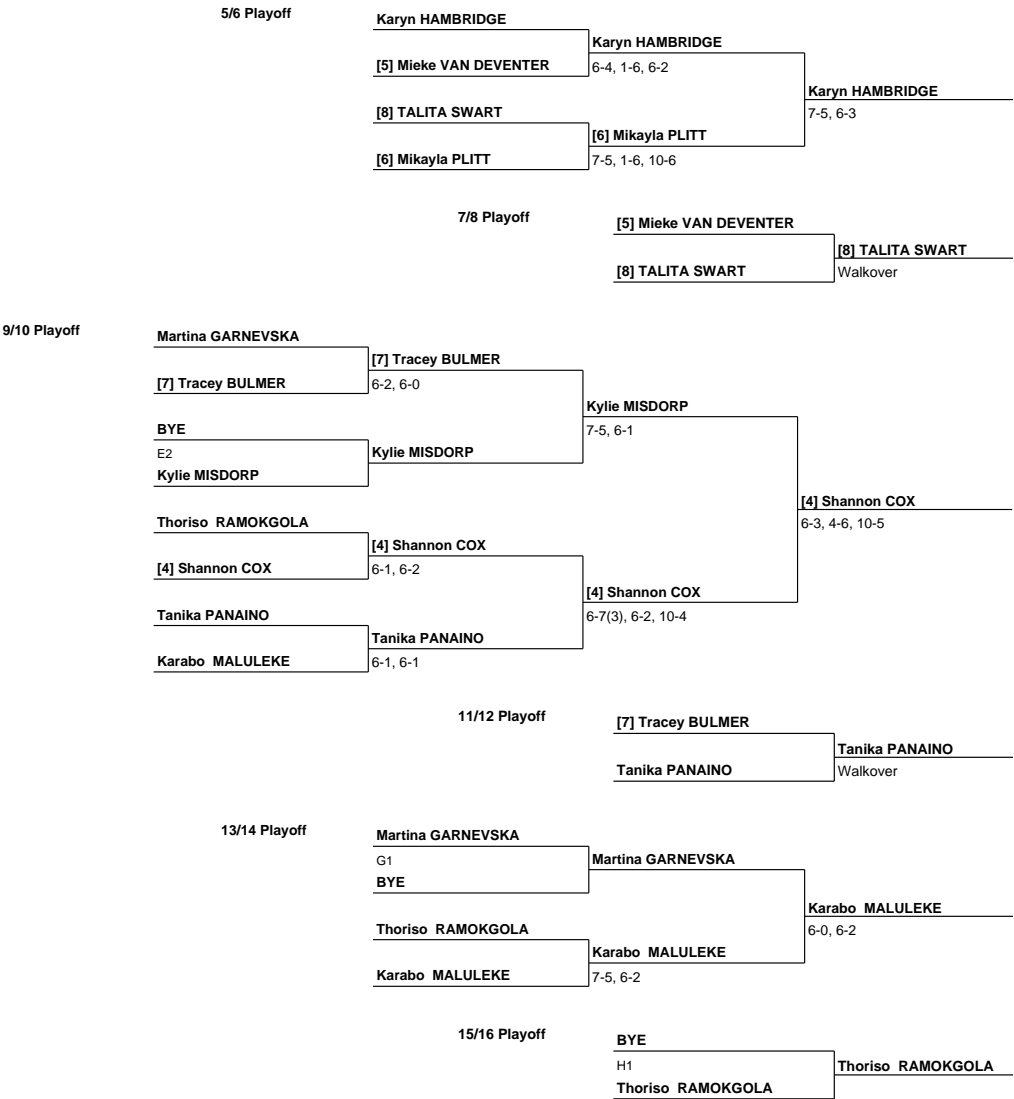 5/6 Playoff
Karyn HAMBRIDGE
Karyn HAMBRIDGE
[5] Mieke VAN DEVENTER
6-4, 1-6, 6-2
Karyn HAMBRIDGE
[8] TALITA SWART
7-5, 6-3
[6] Mikayla PLITT
[6] Mikayla PLITT
7-5, 1-6, 10-6
7/8 Playoff
[5] Mieke VAN DEVENTER
[8] TALITA SWART
[8] TALITA SWART
Walkover
9/10 Playoff
Martina GARNEVSKA
[7] Tracey BULMER
[7] Tracey BULMER
6-2, 6-0
Kylie MISDORP
BYE
7-5, 6-1
E2
Kylie MISDORP
Kylie MISDORP
[4] Shannon COX
Thoriso RAMOKGOLA
6-3, 4-6, 10-5
[4] Shannon COX
[4] Shannon COX
6-1, 6-2
[4] Shannon COX
Tanika PANAINO
6-7(3), 6-2, 10-4
Tanika PANAINO
Karabo MALULEKE
6-1, 6-1
11/12 Playoff
[7] Tracey BULMER
Tanika PANAINO
Tanika PANAINO
Walkover
13/14 Playoff
Martina GARNEVSKA
G1
Martina GARNEVSKA
BYE
Karabo MALULEKE
Thoriso RAMOKGOLA
6-0, 6-2
Karabo MALULEKE
Karabo MALULEKE
7-5, 6-2
15/16 Playoff
BYE
H1
Thoriso RAMOKGOLA
Thoriso RAMOKGOLA